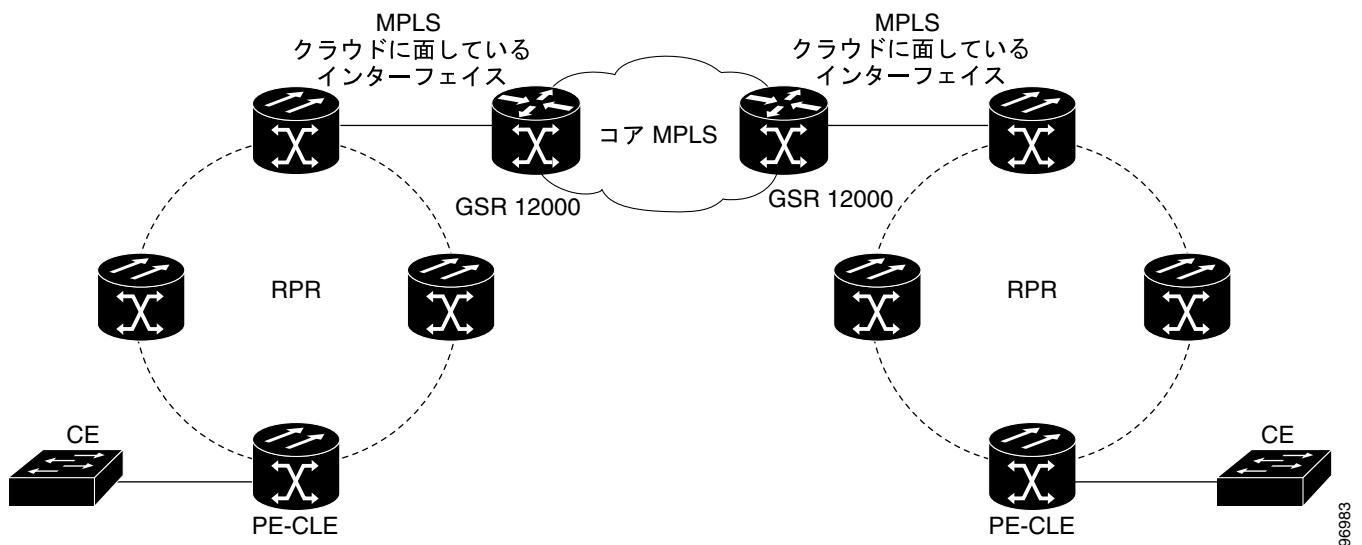 MPLS
クラウドに面している
インターフェイス
MPLS
クラウドに面している
インターフェイス
コア MPLS
GSR 12000
GSR 12000
RPR
RPR
CE
CE
PE-CLE
PE-CLE
96983